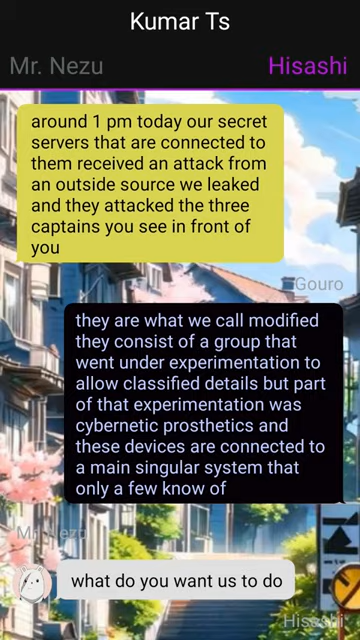 Kumar Ts
Mr. Nezu
Hisashi
around 1 pm today our secret
servers that are connected to
them received an attack from
an outside source we leaked
and they attacked the three
captains you see in front of
you
Gouro
they are what we call modified
they consist of a group that
went under experimentation to
allow classified details but part
of that experimentation was
cybernetic prosthetics and
these devices are connected to
a main singular system that
only a few know of
Mr. Nezu
what do you want us to do
Hisashi